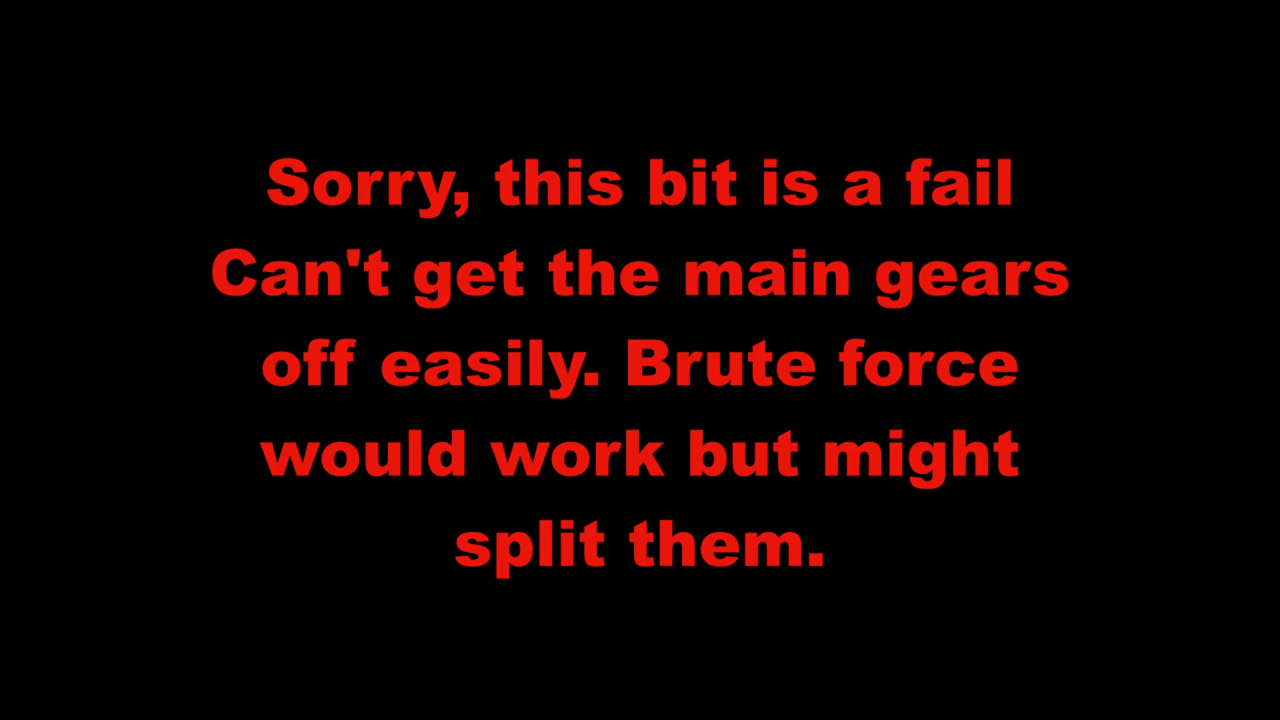 Sorry, this bit is a fail
Can't get the main gears
off easily. Brute force
would work but might
split them.